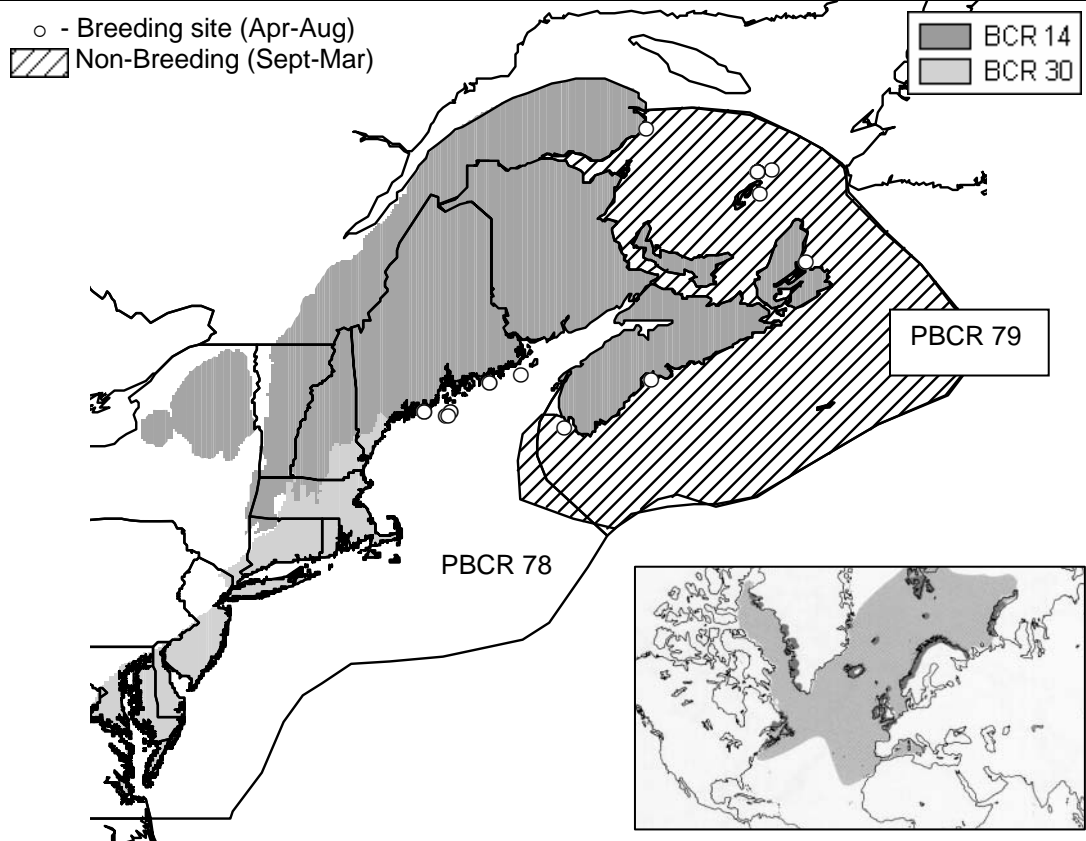 ○ - Breeding site (Apr-Aug)
Non-Breeding (Sept-Mar)
BCR 14
BCR 30
PBCR 79
PBCR 78